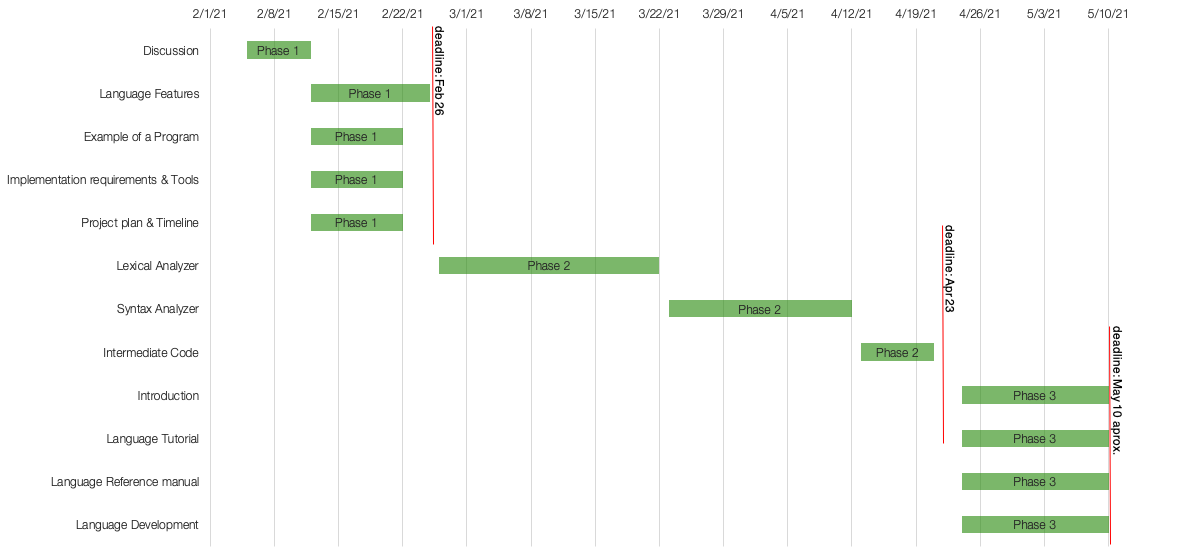 2/1/21 2/8/21 2/15/21 2/22/21 3/1/21 3/8/21 3/15/21 3/22/21 3/29/21 4/5/21 4/12/21 4/19/21 4/26/21 5/3/21 5/10/21
Discussion Phase 1
deadline: Feb 26
Language Features Phase 1
Example of a Program Phase 1
Implementation requirements & Tools Phase 1
Project plan & Timeline Phase 1
Lexical Analyzer Phase 2
deadline: Apr 23
Syntax Analyzer Phase 2
Intermediate Code Phase 2
deadline: May 10 aprox.
Introduction Phase 3
Language Tutorial Phase 3
Language Reference manual Phase 3
Language Development Phase 3